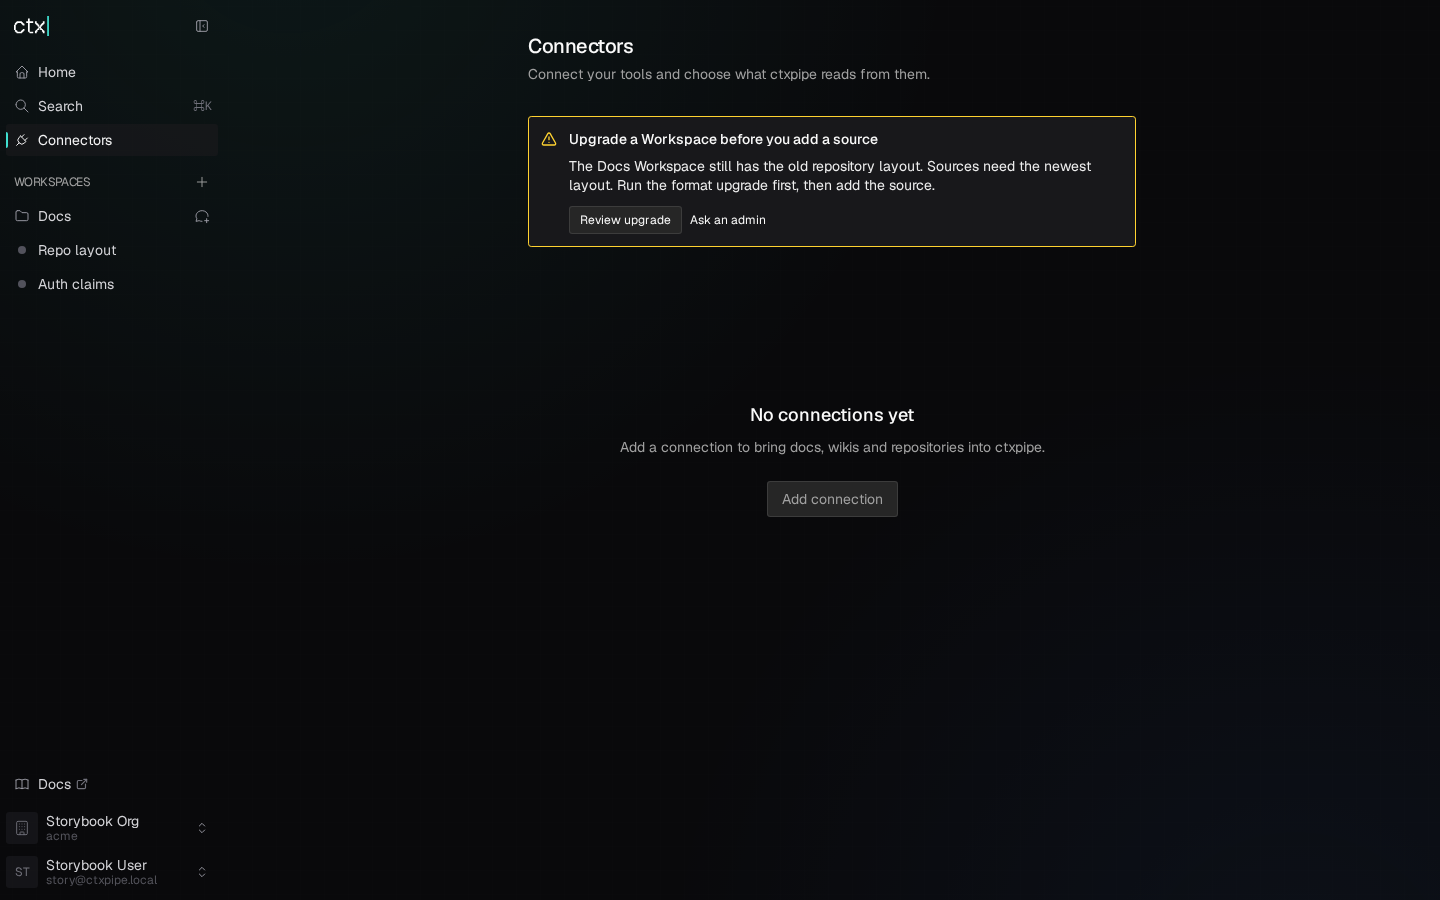 ctx
Home
Search ⌘K
Connectors
WORKSPACES
Docs
Repo layout
Auth claims
Docs
Storybook Org
acme
ST
Storybook User
story@ctxpipe.local
Connectors
Connect your tools and choose what ctxpipe reads from them.
Upgrade a Workspace before you add a source
The Docs Workspace still has the old repository layout. Sources need the newest
layout. Run the format upgrade first, then add the source.
Review upgrade Ask an admin
No connections yet
Add a connection to bring docs, wikis and repositories into ctxpipe.
Add connection